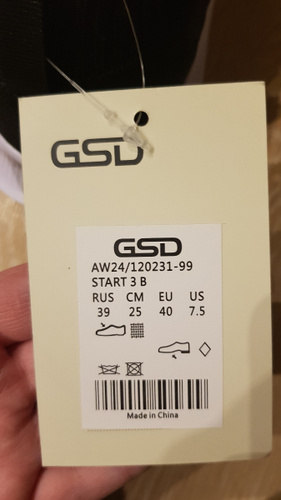 GSD
GSD
AW24/120231-99
START 3 B
RUS CM EU US
39 25 40 7.5
Made in China